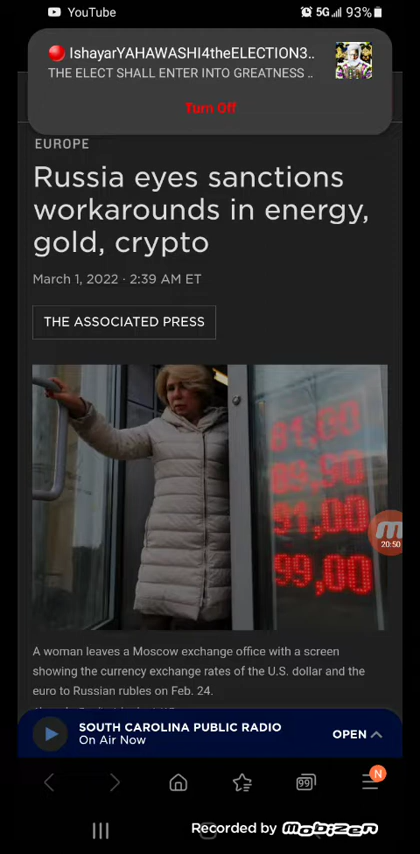 YouTube
5G 93%
IshayarYAHAWASHI4theELECTION3..
THE ELECT SHALL ENTER INTO GREATNESS ..
Turn Off
EUROPE
Russia eyes sanctions
workarounds in energy,
gold, crypto
March 1, 2022 · 2:39 AM ET
THE ASSOCIATED PRESS
81,00
89,90
91,00
99,00
M
20:50
A woman leaves a Moscow exchange office with a screen
showing the currency exchange rates of the U.S. dollar and the
euro to Russian rubles on Feb. 24.
SOUTH CAROLINA PUBLIC RADIO
On Air Now
OPEN
99
N
Recorded by MOBIZEN